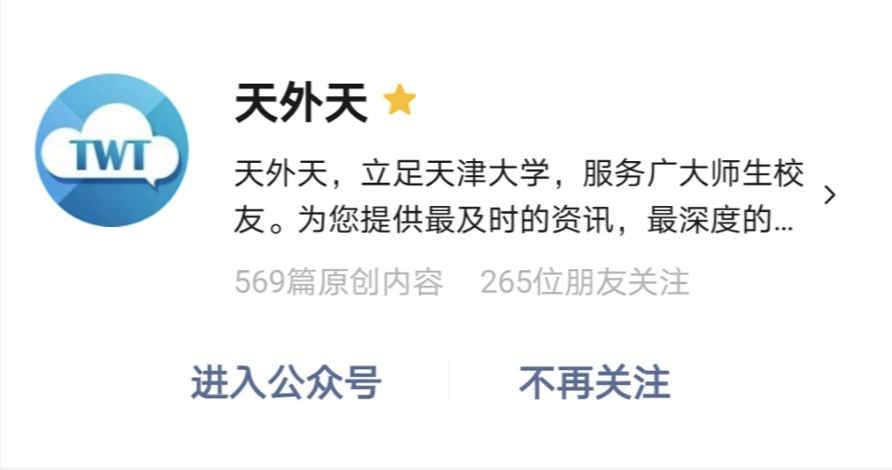 TWT
天外天
天外天，立足天津大学，服务广大师生校
友。为您提供最及时的资讯，最深度的...
569篇原创内容 265位朋友关注
进入公众号 不再关注